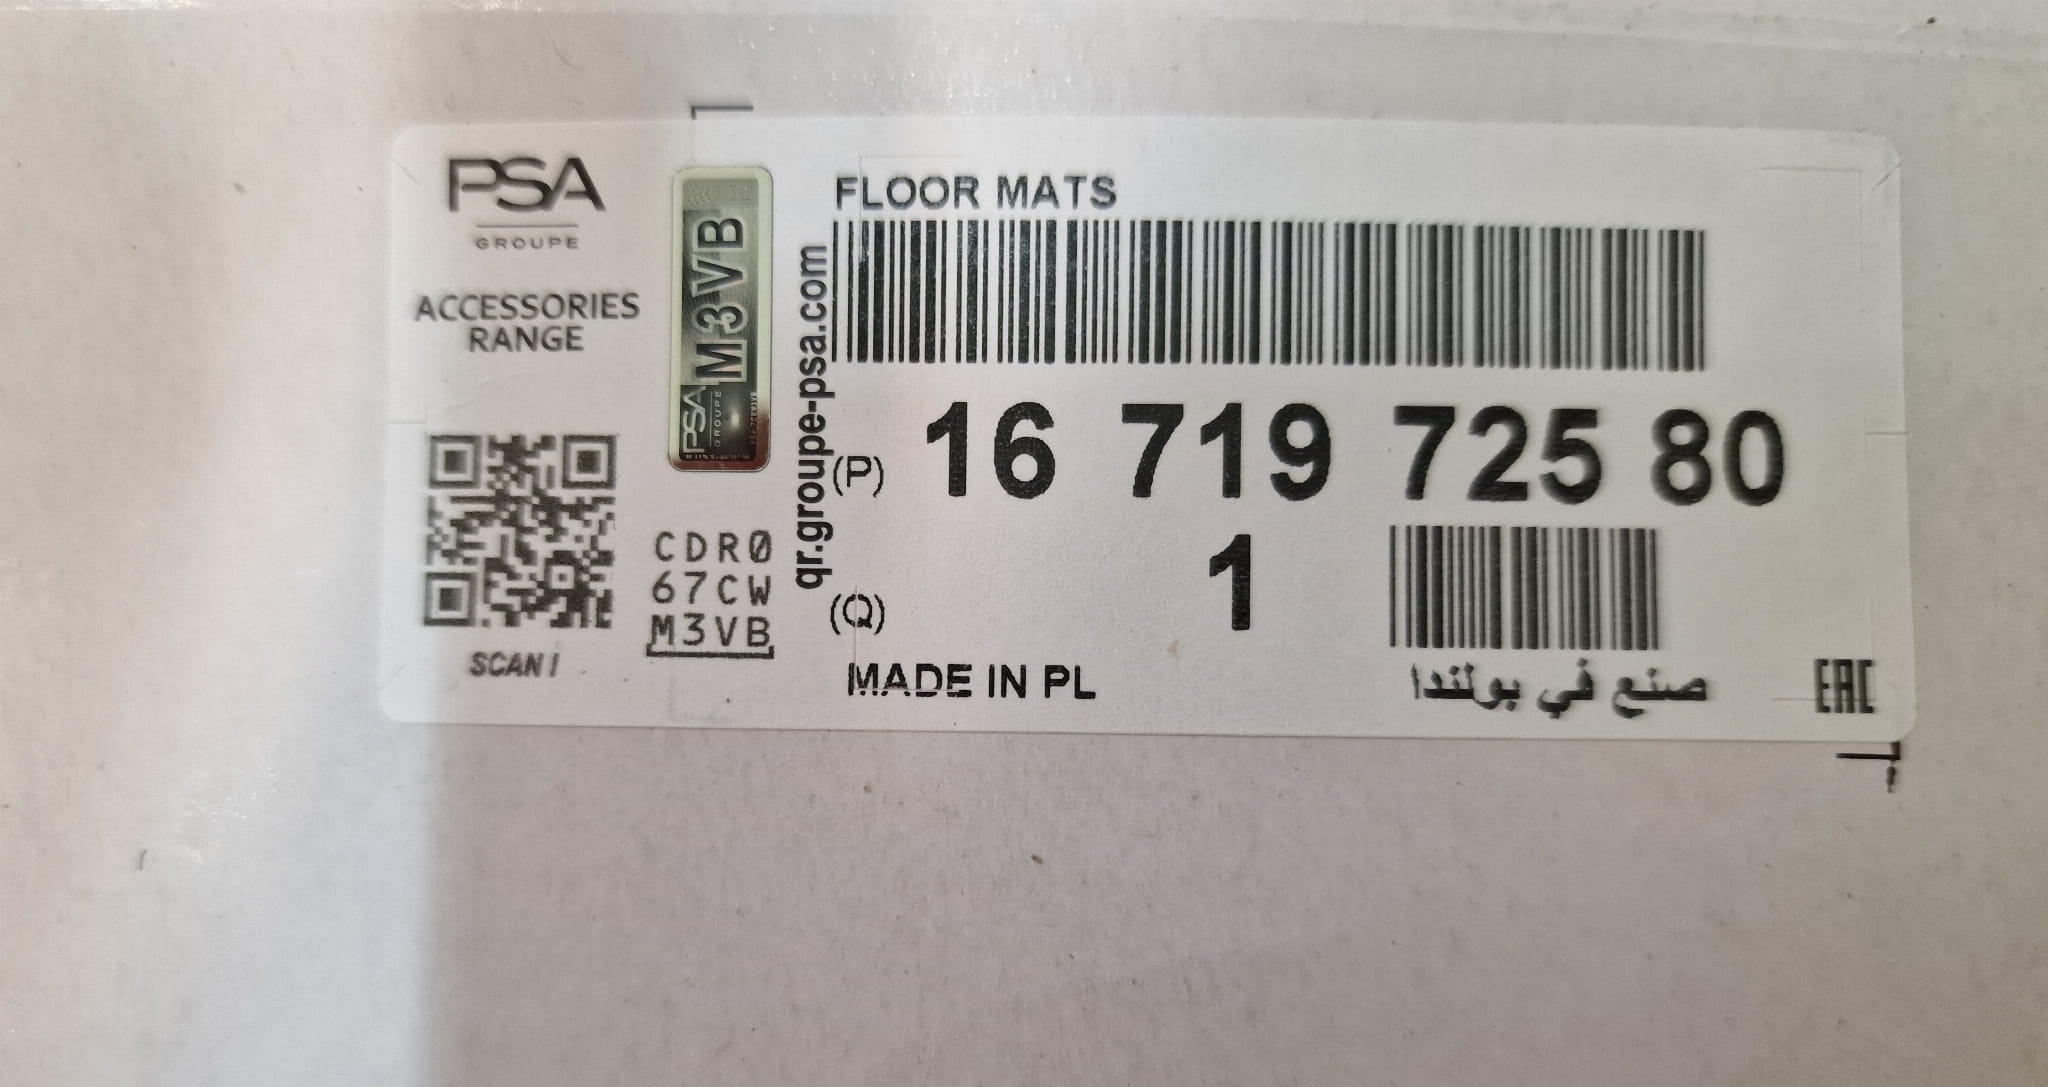 PSA
GROUPE
ACCESSORIES
RANGE
SCAN!
M3VB
PSA
GROUPE
CDR0
67CW
M3VB
qr.groupe-psa.com
FLOOR MATS
(P) 16 719 725 80
(Q) 1
MADE IN PL
صنع في بولندا
EAC